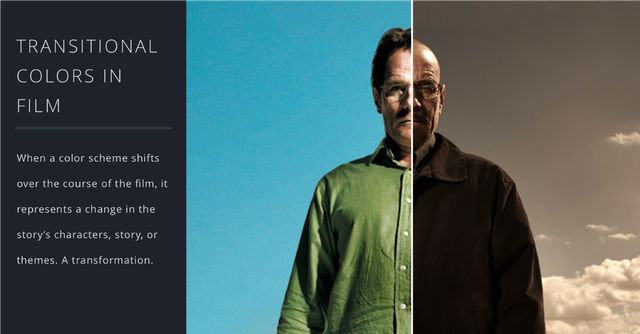 TRANSITIONAL
COLORS IN
FILM
When a color scheme shifts
over the course of the film, it
represents a change in the
story’s characters, story, or
themes. A transformation.